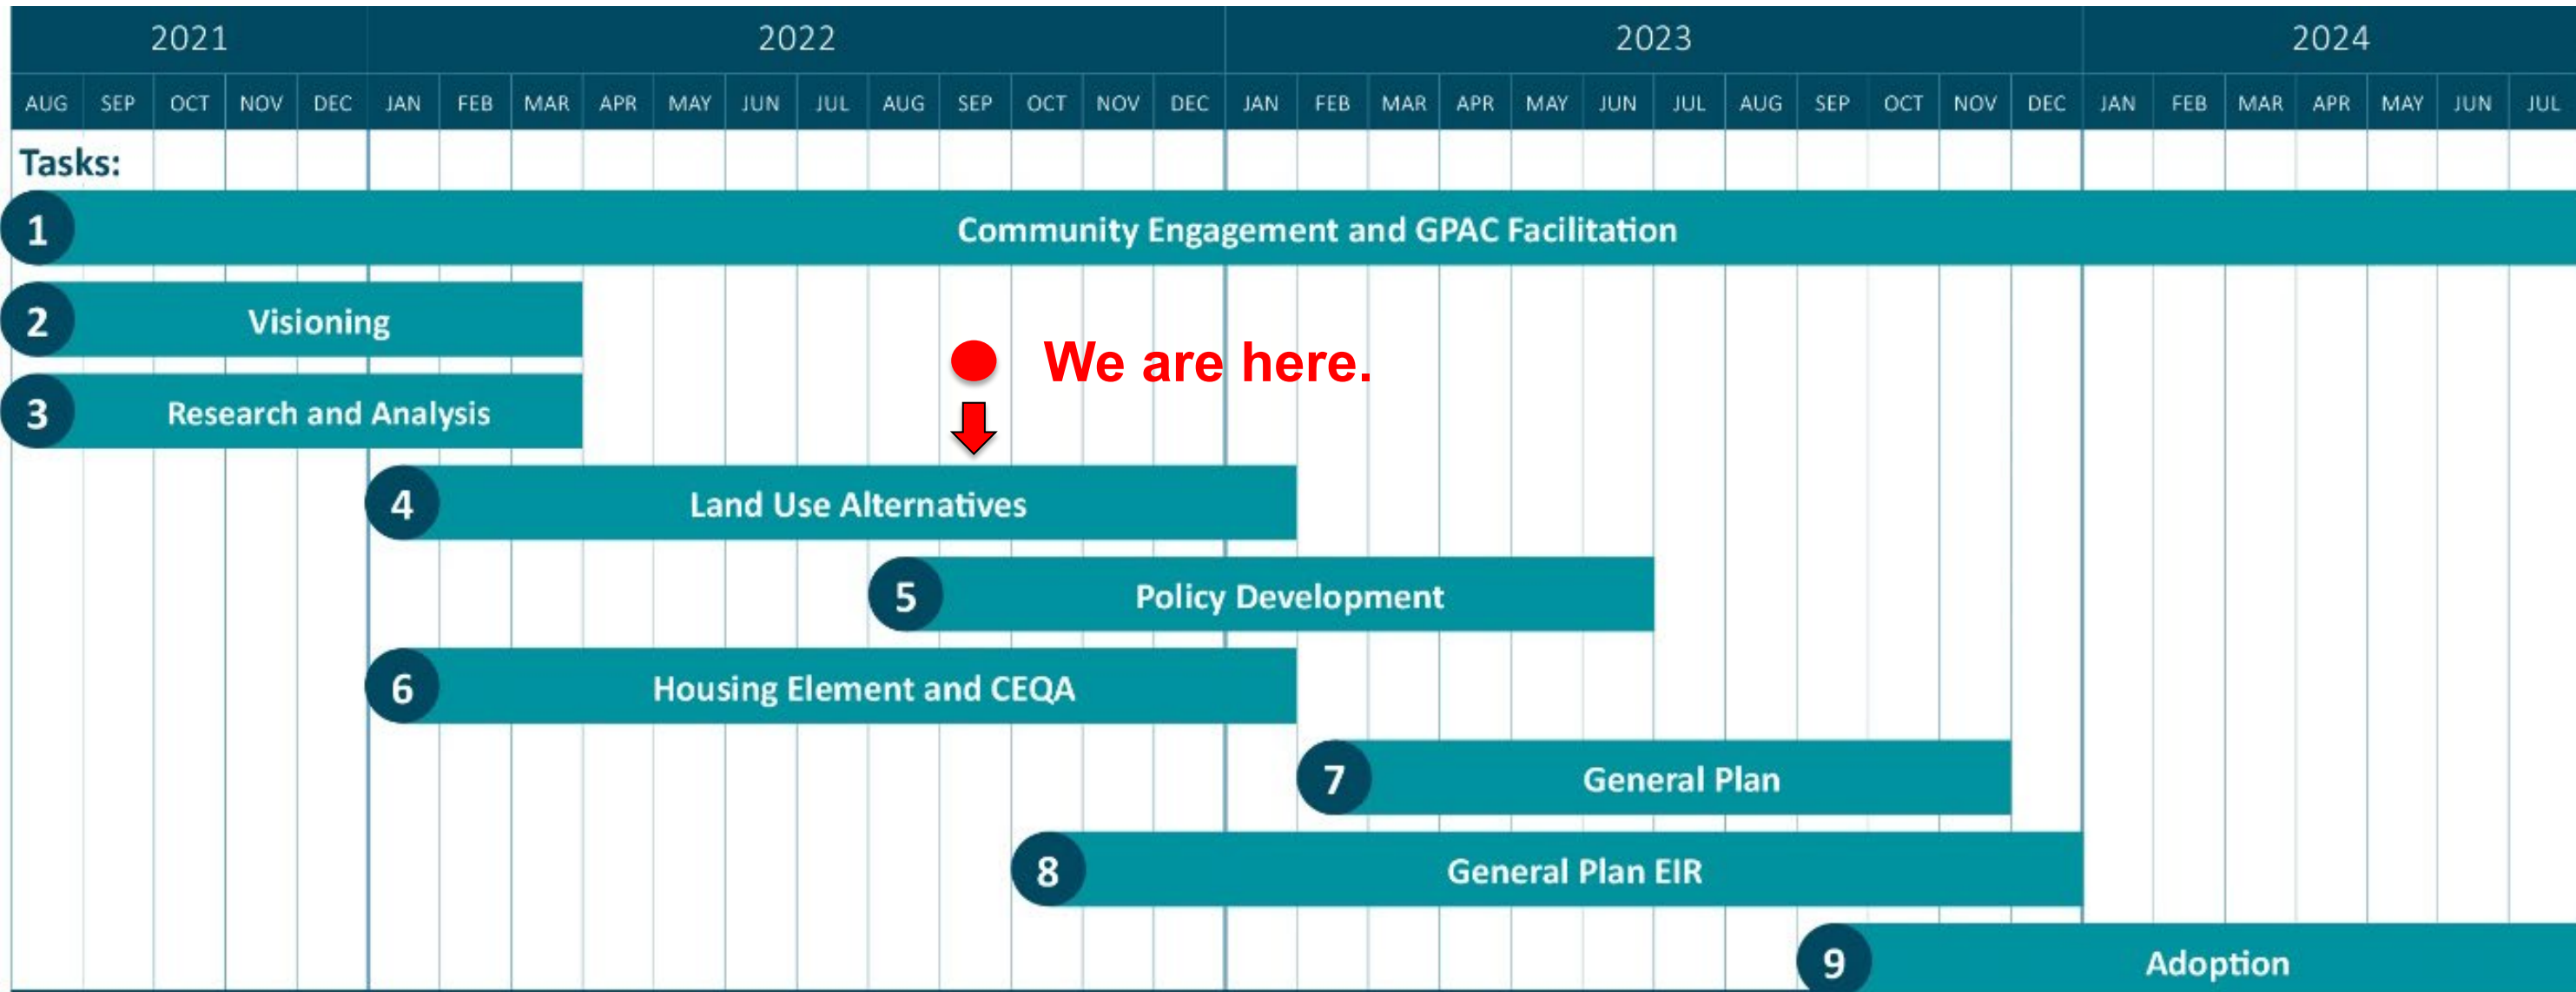 2021 2022 2023 2024
AUG SEP OCT NOV DEC JAN FEB MAR APR MAY JUN JUL AUG SEP OCT NOV DEC JAN FEB MAR APR MAY JUN JUL AUG SEP OCT NOV DEC JAN FEB MAR APR MAY JUN JUL
Tasks:
1 Community Engagement and GPAC Facilitation
2 Visioning
We are here.
3 Research and Analysis
4 Land Use Alternatives
5 Policy Development
6 Housing Element and CEQA
7 General Plan
8 General Plan EIR
9 Adoption